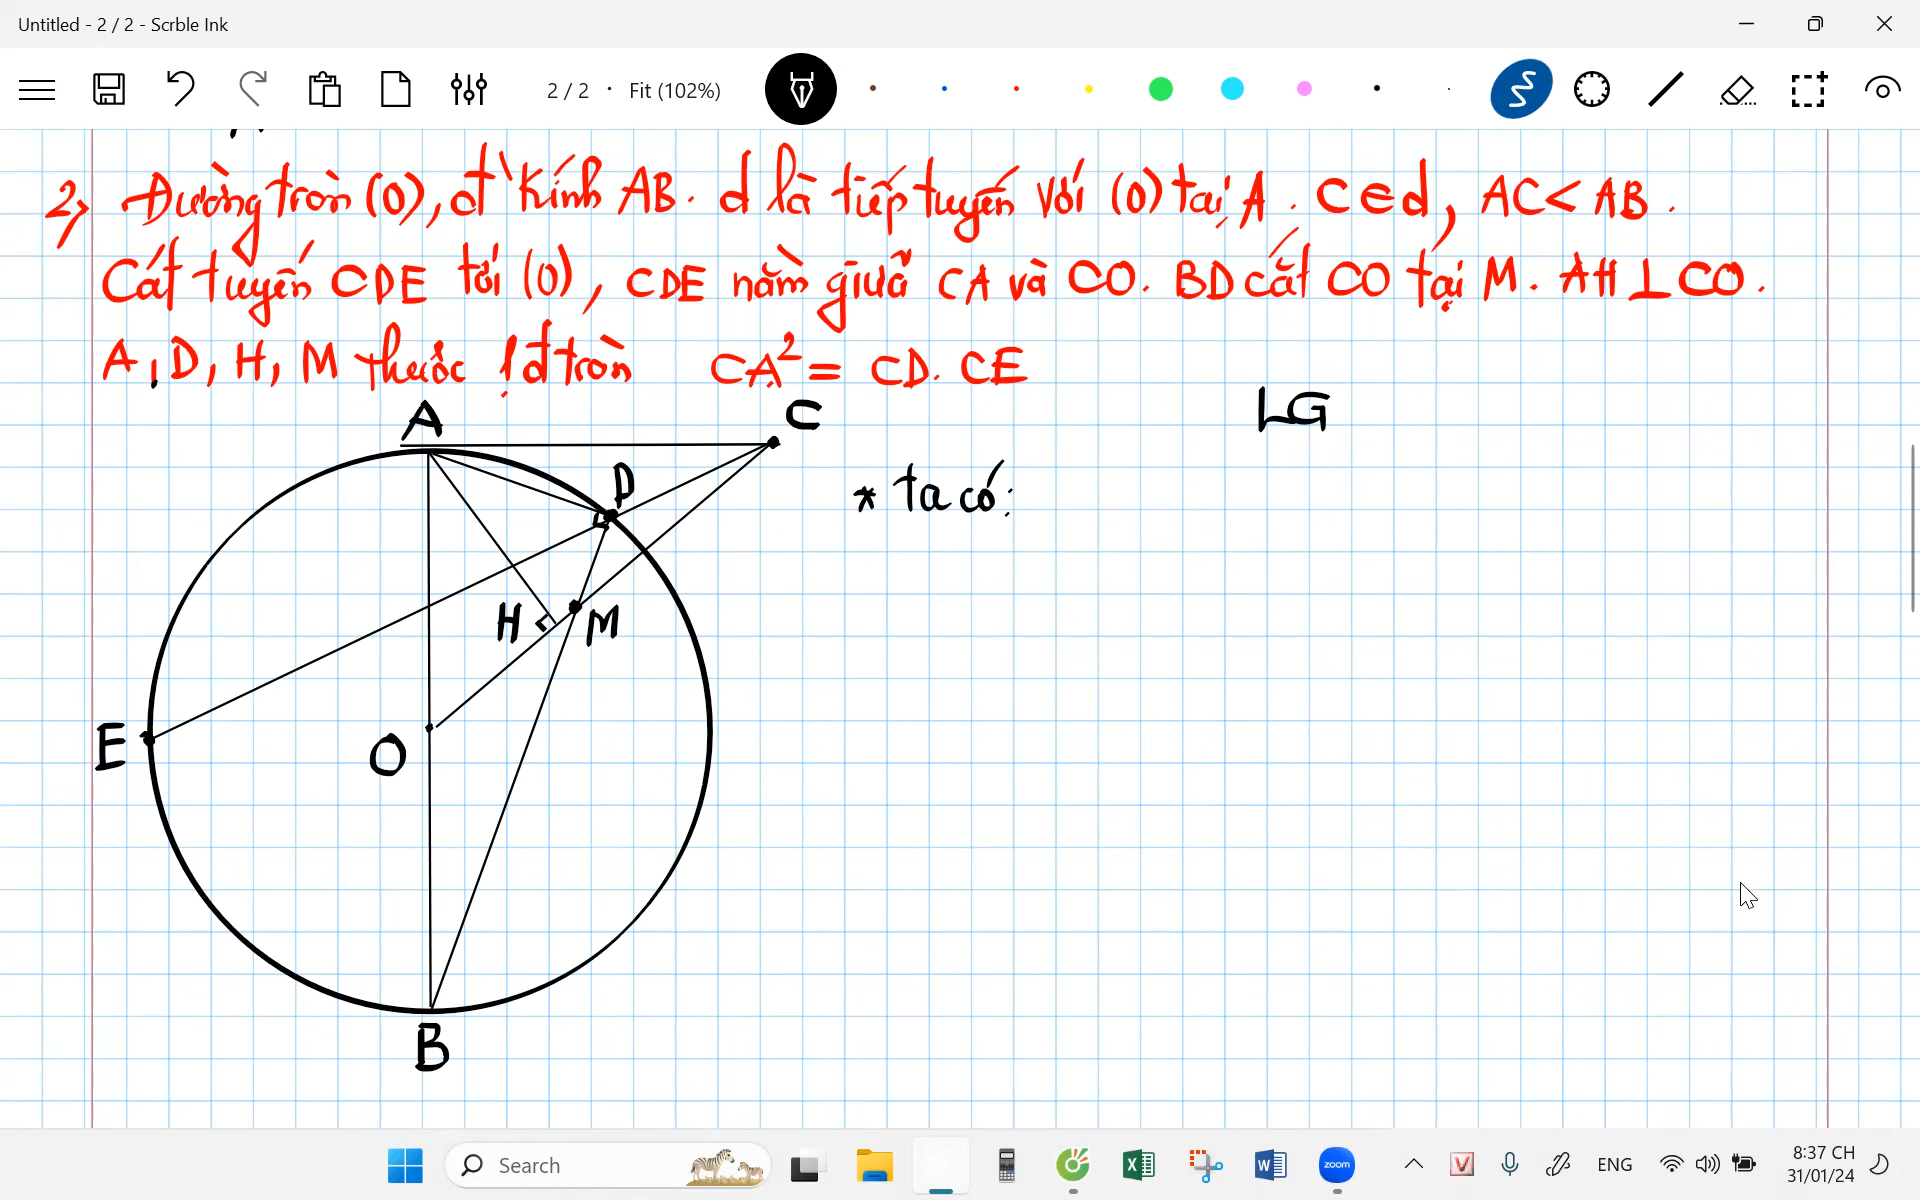 Untitled - 2 / 2 - Scrble Ink
2 / 2 · Fit (102%)
2, Đường tròn (O), đ' kính AB. d là tiếp tuyến với (O) tại A. C ∈ d, AC < AB.
Cát tuyến CDE tới (O), CDE nằm giữa CA và CO. BD cắt CO tại M. AH ⊥ CO.
A, D, H, M thuộc 1 đ tròn CA² = CD. CE
LG
A
C
D
* ta có:
H
M
E
O
B
Search
zoom
ENG
8:37 CH
31/01/24